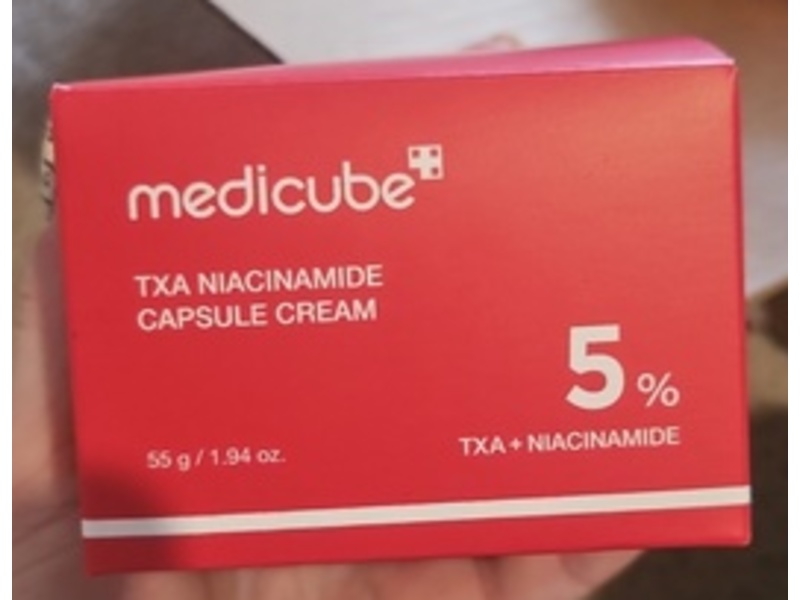 medicube
TXA NIACINAMIDE
CAPSULE CREAM
5 %
TXA + NIACINAMIDE
55 g / 1.94 oz.